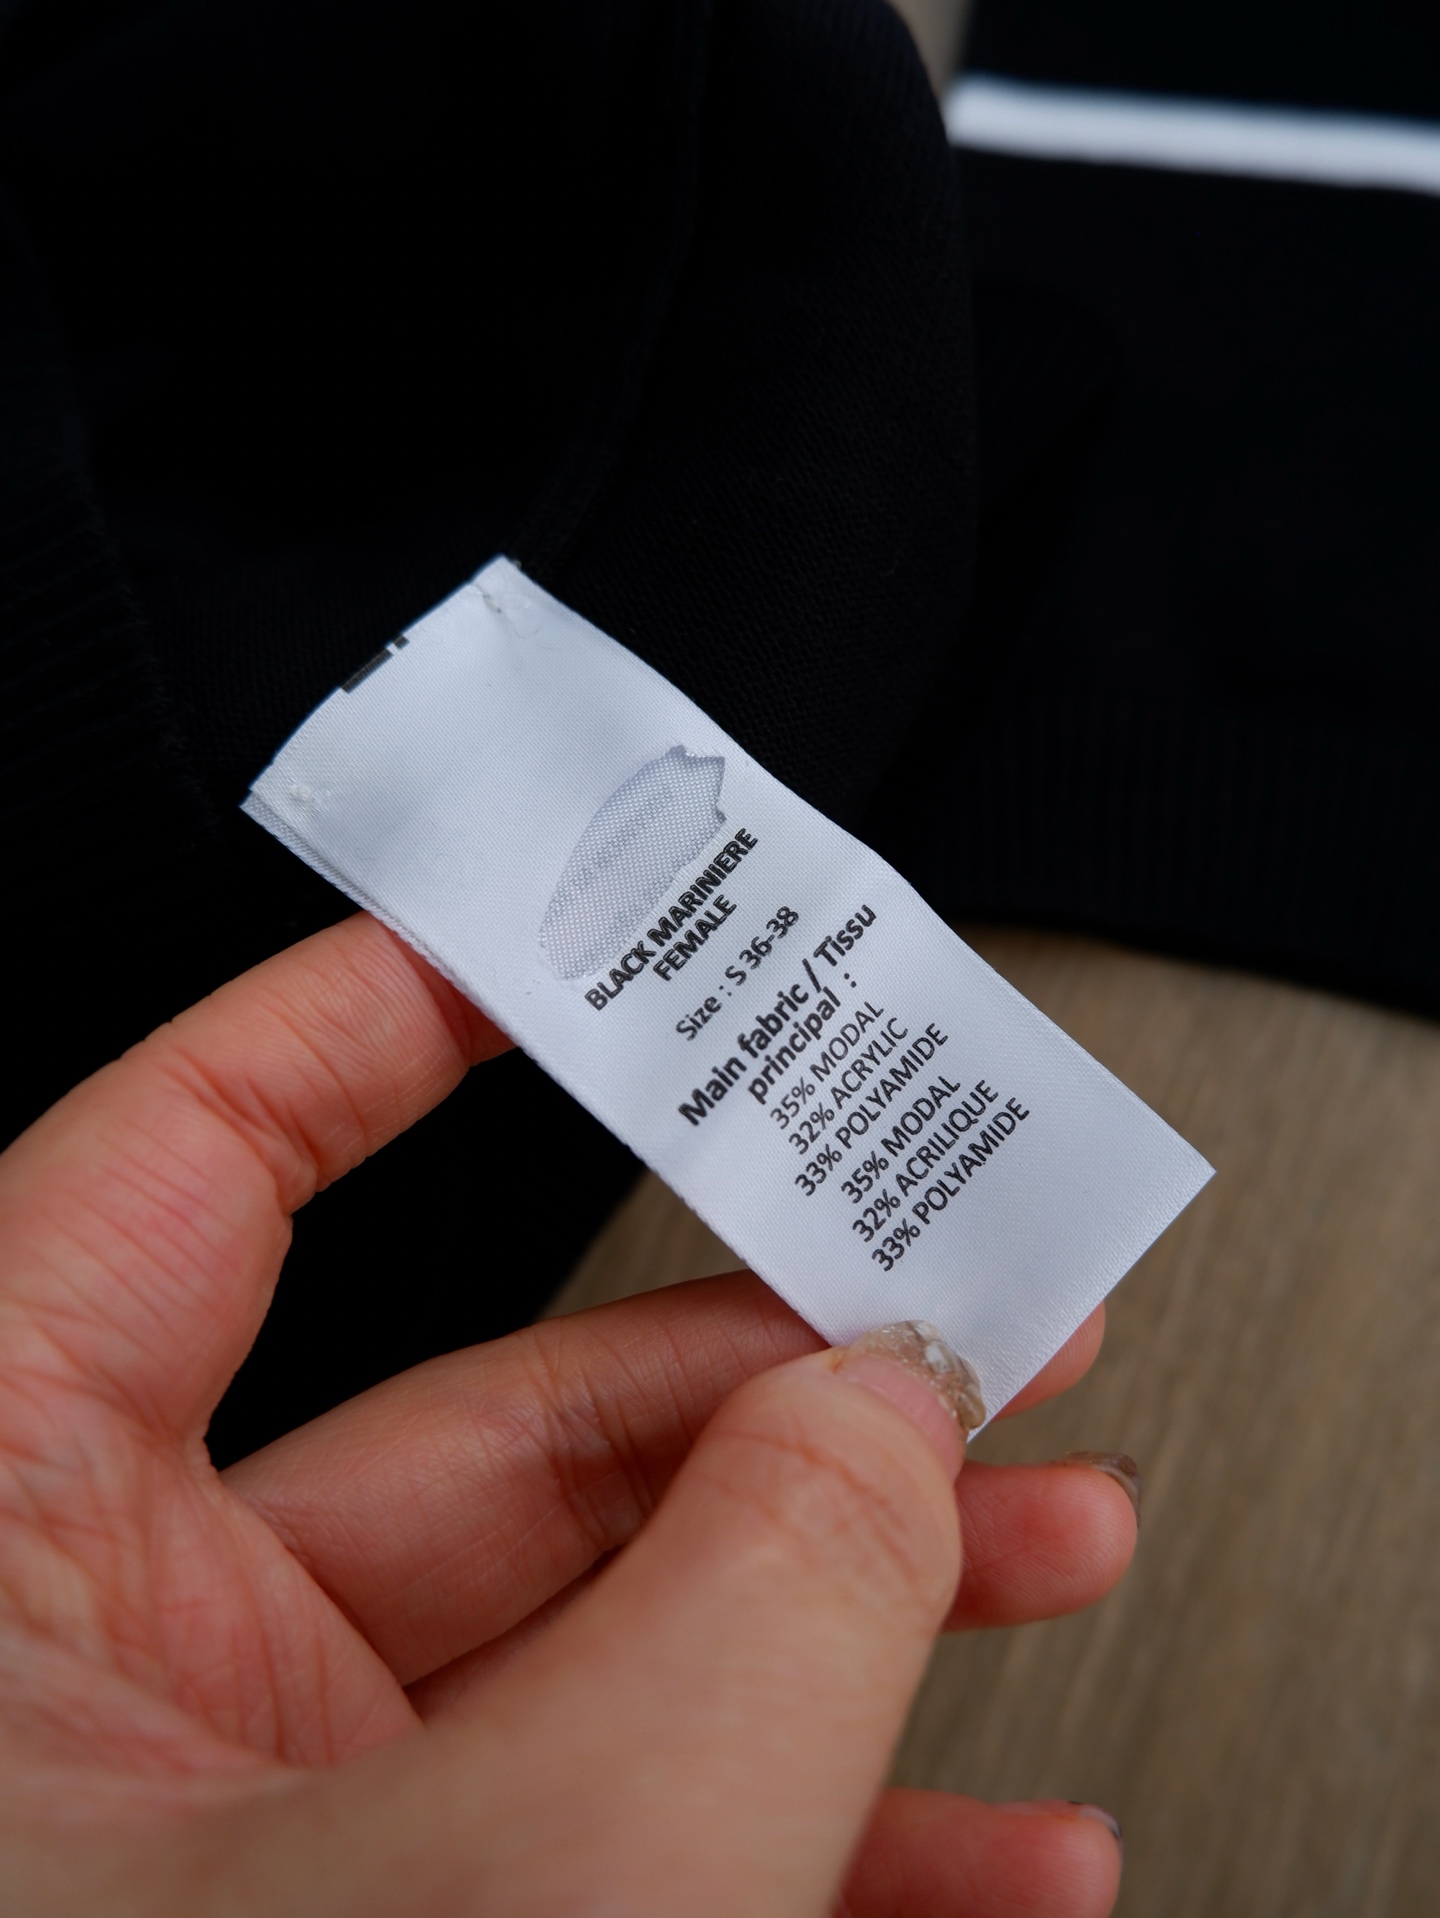 BLACK MARINIERE
FEMALE
Size : S 36-38
Main fabric / Tissu
principal :
35% MODAL
32% ACRYLIC
33% POLYAMIDE
35% MODAL
32% ACRILIQUE
33% POLYAMIDE